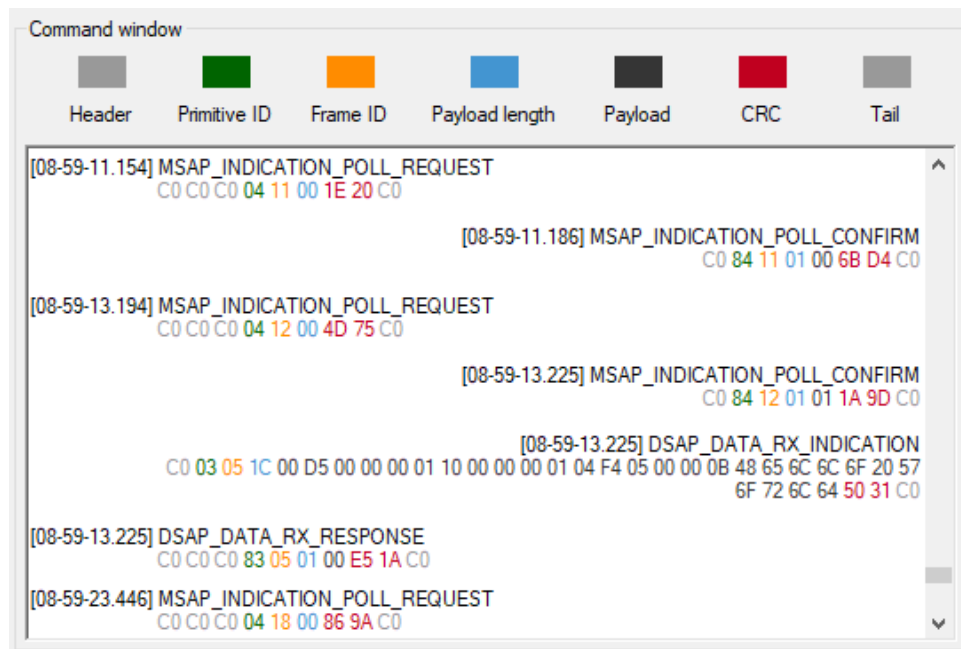 Command window
Header Primitive ID Frame ID Payload length Payload CRC Tail
[08-59-11.154] MSAP_INDICATION_POLL_REQUEST
C0 C0 C0 04 11 00 1E 20 C0
[08-59-11.186] MSAP_INDICATION_POLL_CONFIRM
C0 84 11 01 00 6B D4 C0
[08-59-13.194] MSAP_INDICATION_POLL_REQUEST
C0 C0 C0 04 12 00 4D 75 C0
[08-59-13.225] MSAP_INDICATION_POLL_CONFIRM
C0 84 12 01 01 1A 9D C0
[08-59-13.225] DSAP_DATA_RX_INDICATION
C0 03 05 1C 00 D5 00 00 00 01 10 00 00 00 01 04 F4 05 00 00 0B 48 65 6C 6C 6F 20 57
6F 72 6C 64 50 31 C0
[08-59-13.225] DSAP_DATA_RX_RESPONSE
C0 C0 C0 83 05 01 00 E5 1A C0
[08-59-23.446] MSAP_INDICATION_POLL_REQUEST
C0 C0 C0 04 18 00 86 9A C0